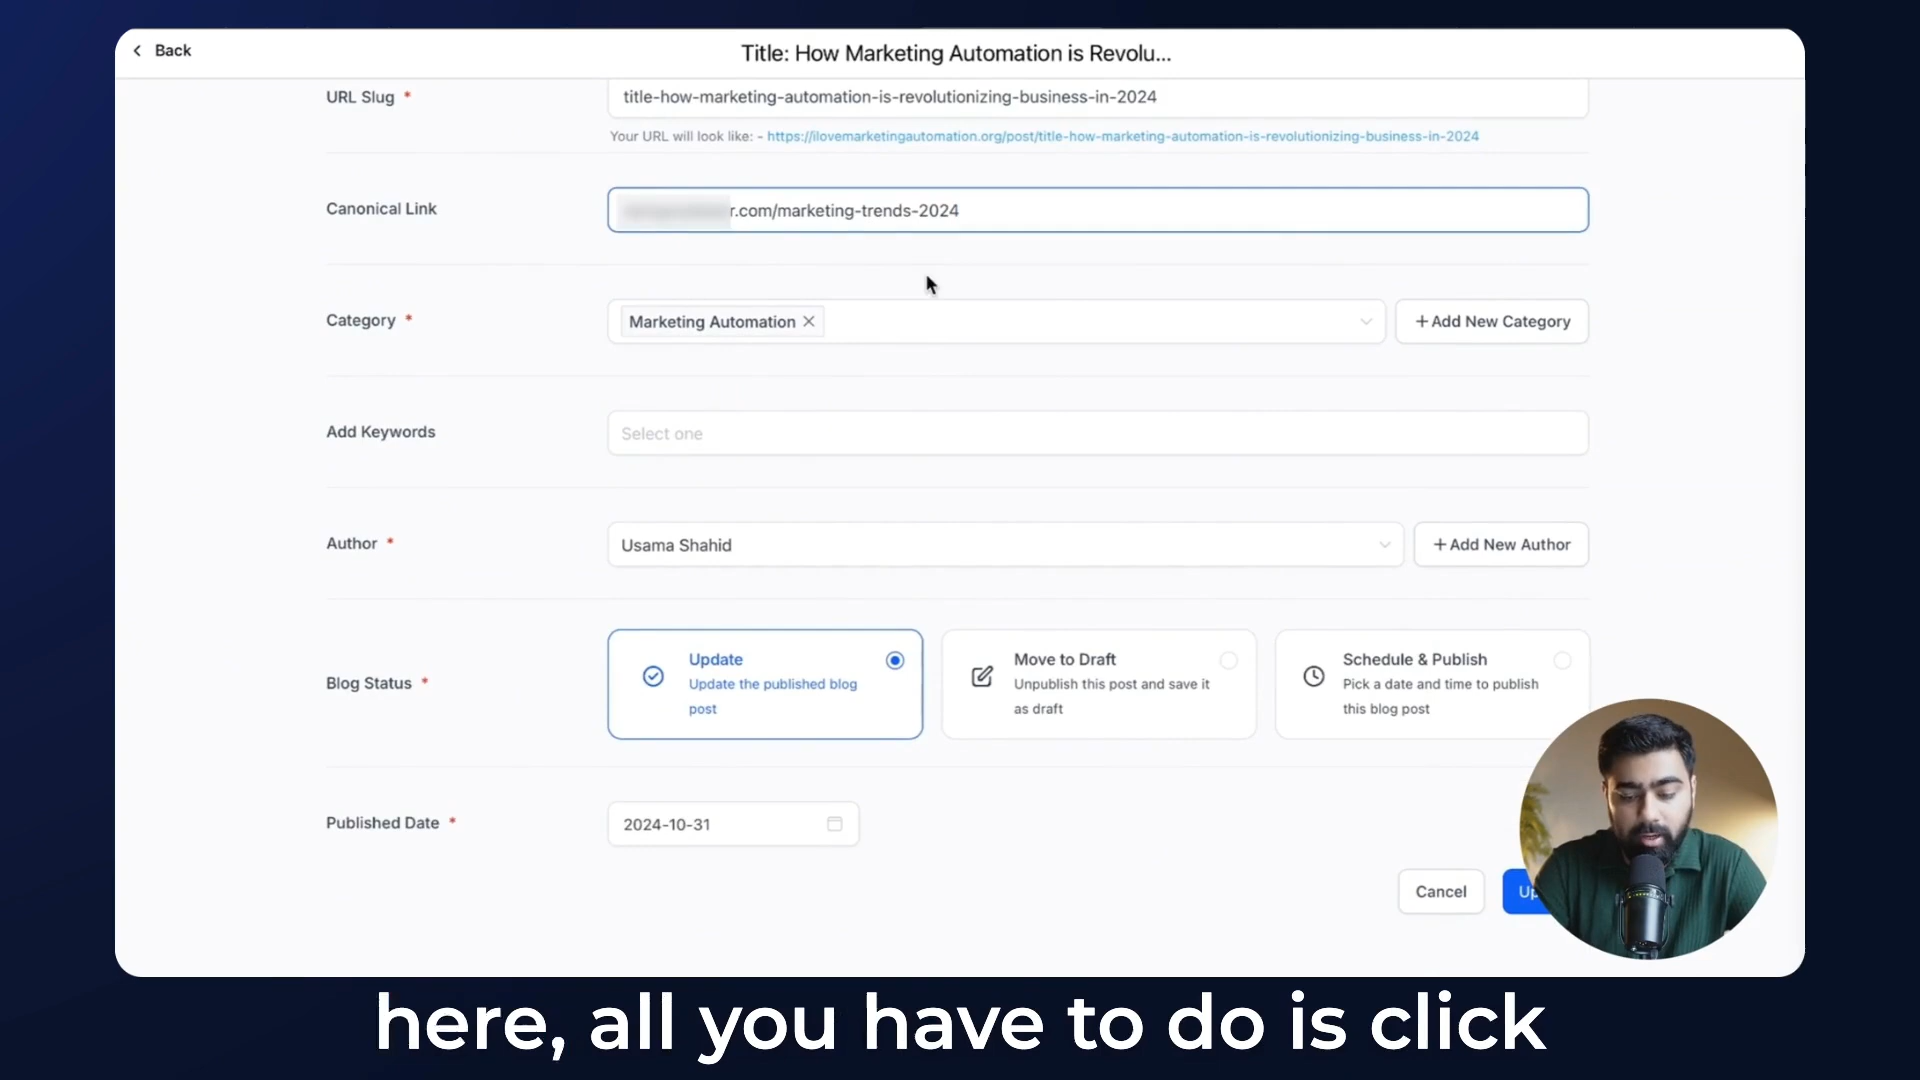 Back
Title: How Marketing Automation is Revolu...
URL Slug *
title-how-marketing-automation-is-revolutionizing-business-in-2024
Your URL will look like: - https://ilovemarketingautomation.org/post/title-how-marketing-automation-is-revolutionizing-business-in-2024
Canonical Link
r.com/marketing-trends-2024
Category *
Marketing Automation
+ Add New Category
Add Keywords
Select one
Author *
Usama Shahid
+ Add New Author
Blog Status *
Update
Update the published blog
post
Move to Draft
Unpublish this post and save it
as draft
Schedule & Publish
Pick a date and time to publish
this blog post
Published Date *
2024-10-31
Cancel
Up
here, all you have to do is click